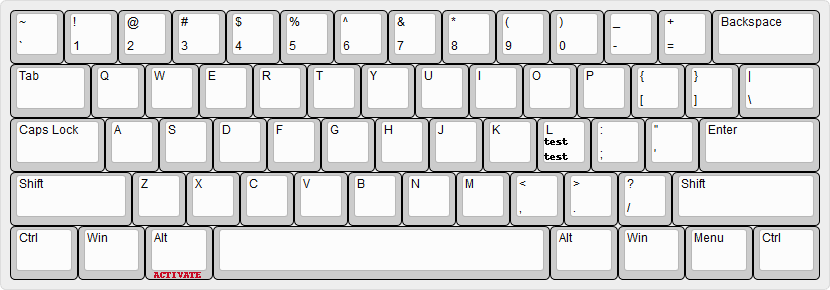 ~ ! @ # $ % ^ & * ( ) _ + Backspace
` 1 2 3 4 5 6 7 8 9 0 - =
Tab Q W E R T Y U I O P { } |
[ ] \
Caps Lock A S D F G H J K L : " Enter
test
test ; '
Shift Z X C V B N M < > ? Shift
, . /
Ctrl Win Alt Alt Win Menu Ctrl
ACTIVATE